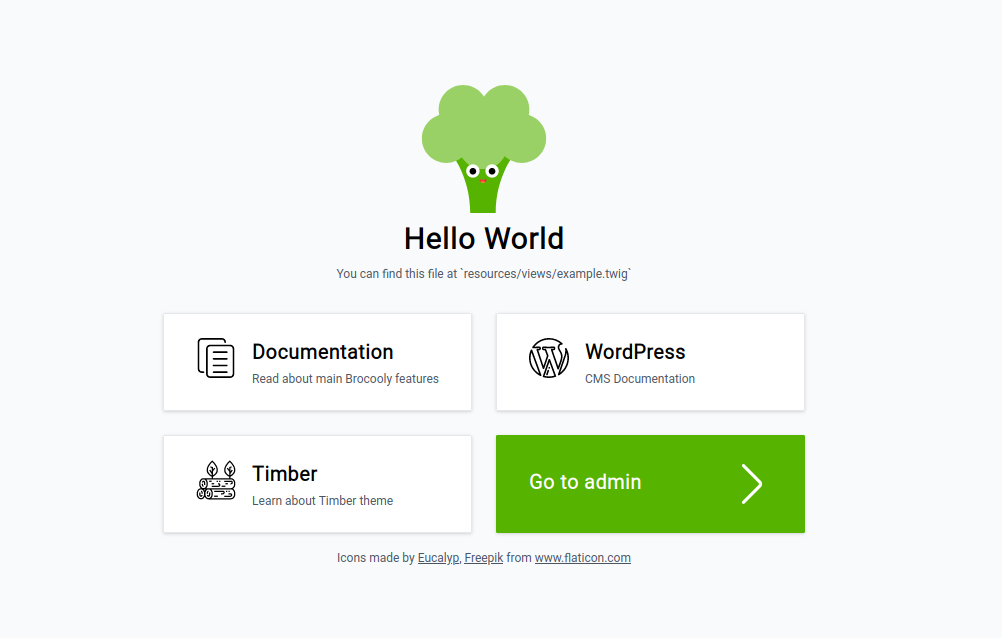 Hello World
You can find this file at `resources/views/example.twig`
Documentation
Read about main Brocooly features
WordPress
CMS Documentation
Timber
Learn about Timber theme
Go to admin
Icons made by Eucalyp, Freepik from www.flaticon.com